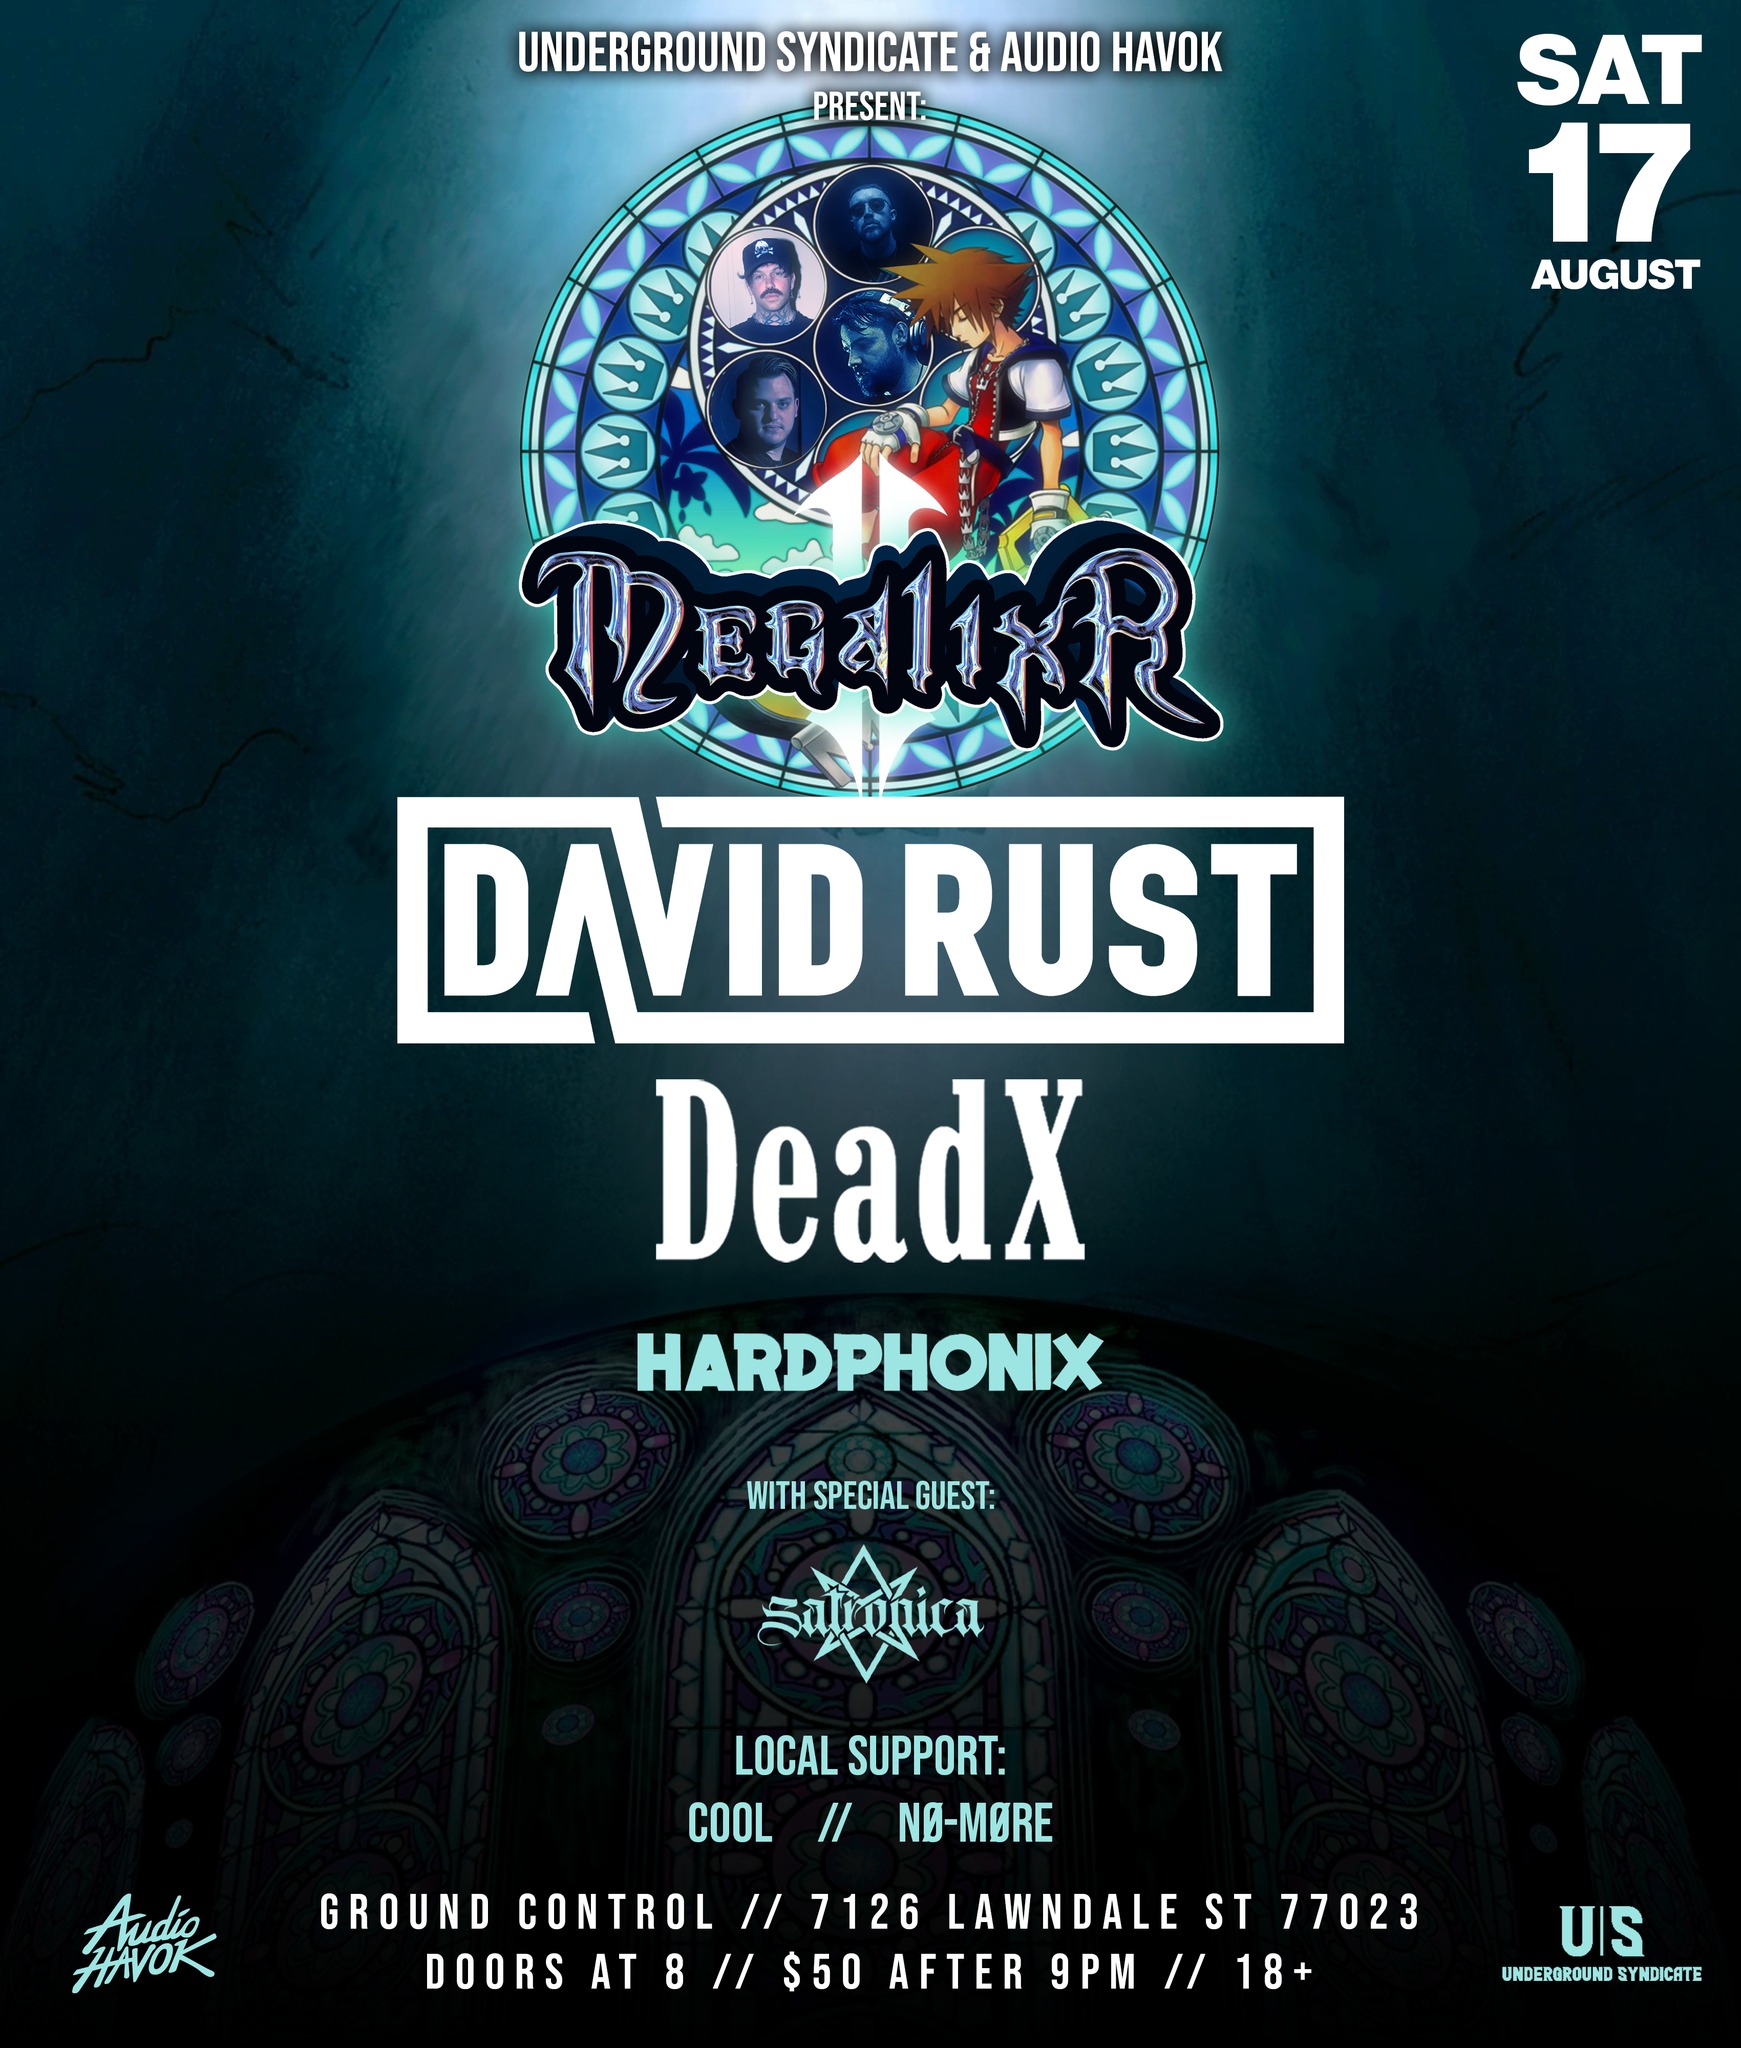 UNDERGROUND SYNDICATE & AUDIO HAVOK
PRESENT:
SAT
17
AUGUST
MEGALIXR
DAVID RUST
DeadX
HARDPHONIX
WITH SPECIAL GUEST:
satronica
LOCAL SUPPORT:
COOL // NØ-MØRE
GROUND CONTROL // 7126 LAWNDALE ST 77023
DOORS AT 8 // $50 AFTER 9PM // 18+
Audio
HAVOK
U|S
UNDERGROUND SYNDICATE